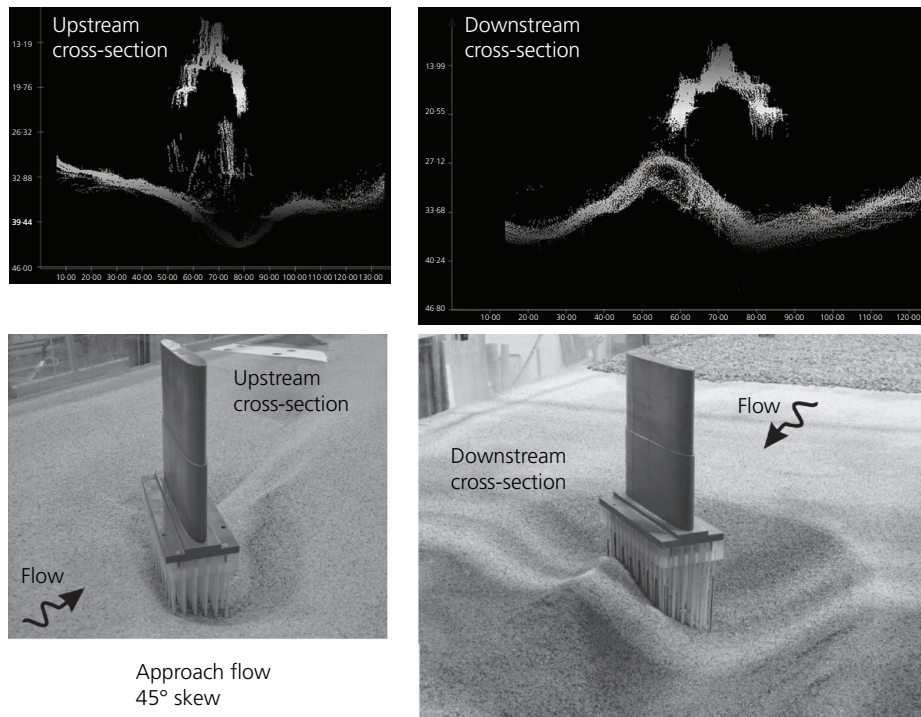 Upstream
cross-section
13·19
19·76
26·32
32·88
39·44
46·00
10·00 20·00 30·00 40·00 50·00 60·00 70·00 80·00 90·00 100·00 110·00 120·00 130·00
Downstream
cross-section
13·99
20·55
27·12
33·68
40·24
46·80
10·00 20·00 30·00 40·00 50·00 60·00 70·00 80·00 90·00 100·00 110·00 120·00
Upstream
cross-section
Flow
Approach flow
45° skew
Flow
Downstream
cross-section